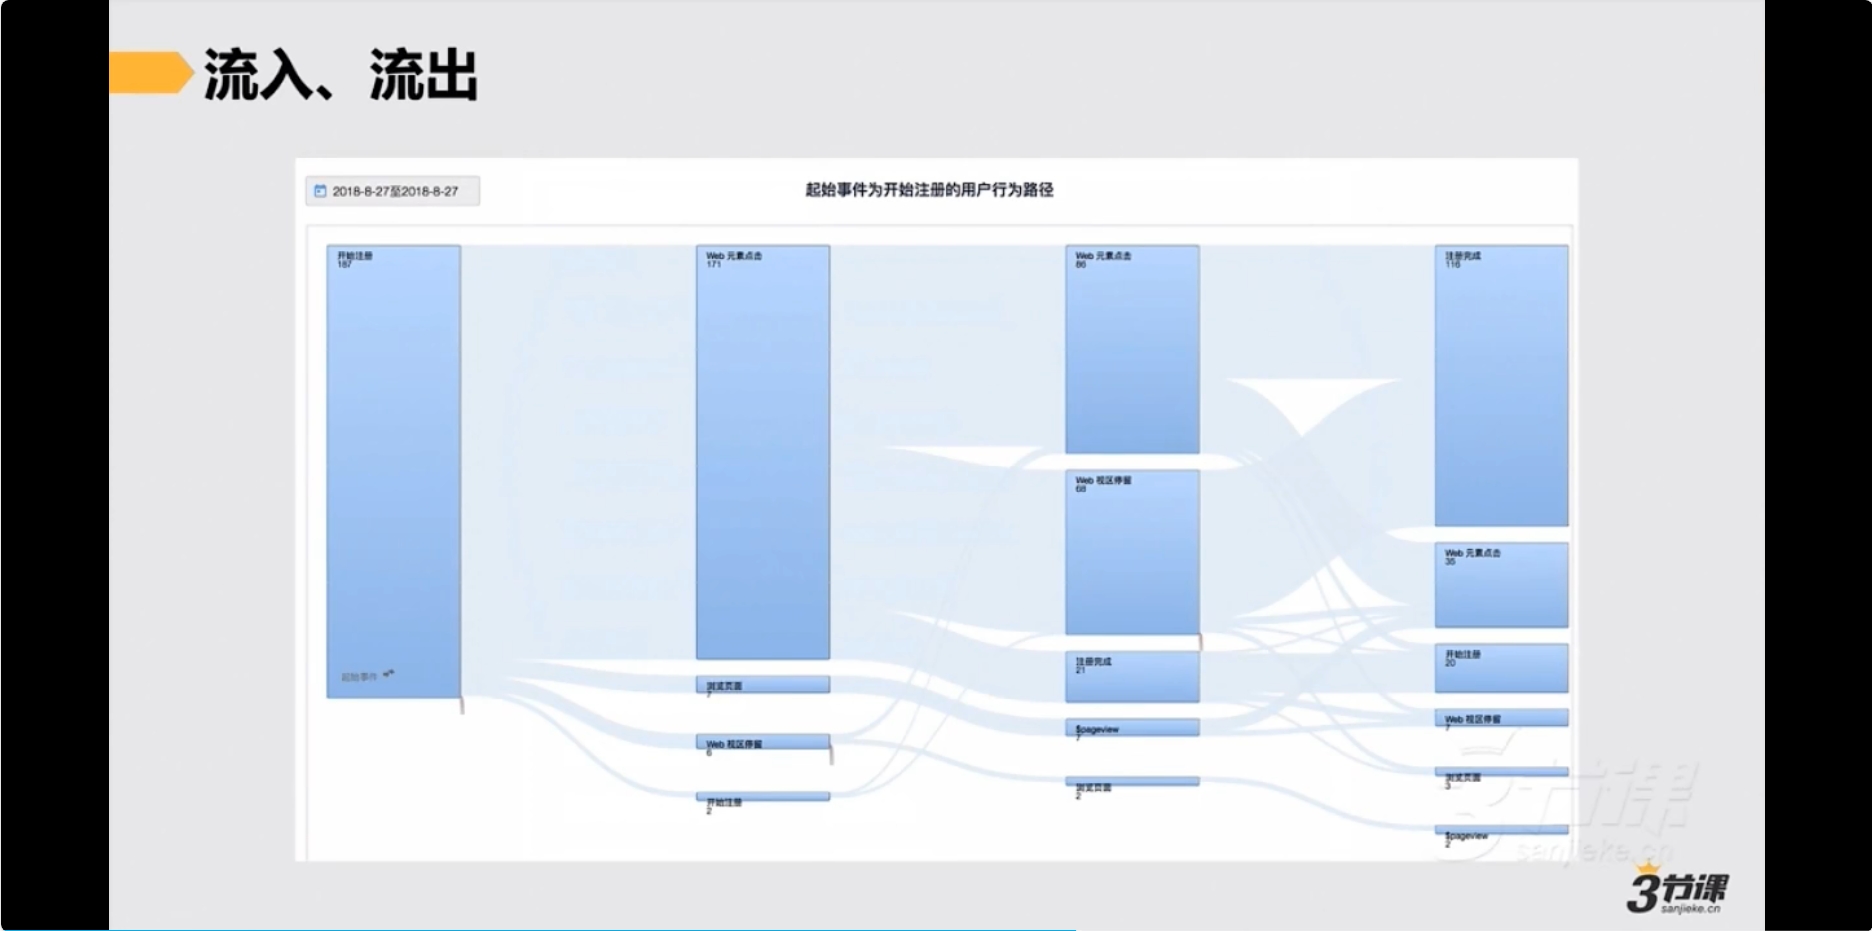 流入、流出
2018-8-27至2018-8-27
起始事件为开始注册的用户行为路径
开始注册
187
起始事件
Web 元素点击
171
浏览页面
7
Web 视区停留
6
开始注册
2
Web 元素点击
86
Web 视区停留
68
注册完成
21
$pageview
7
浏览页面
2
注册完成
116
Web 元素点击
35
开始注册
20
Web 视区停留
7
浏览页面
3
$pageview
2
3节课
sanjieke.cn
3节课
sanjieke.cn